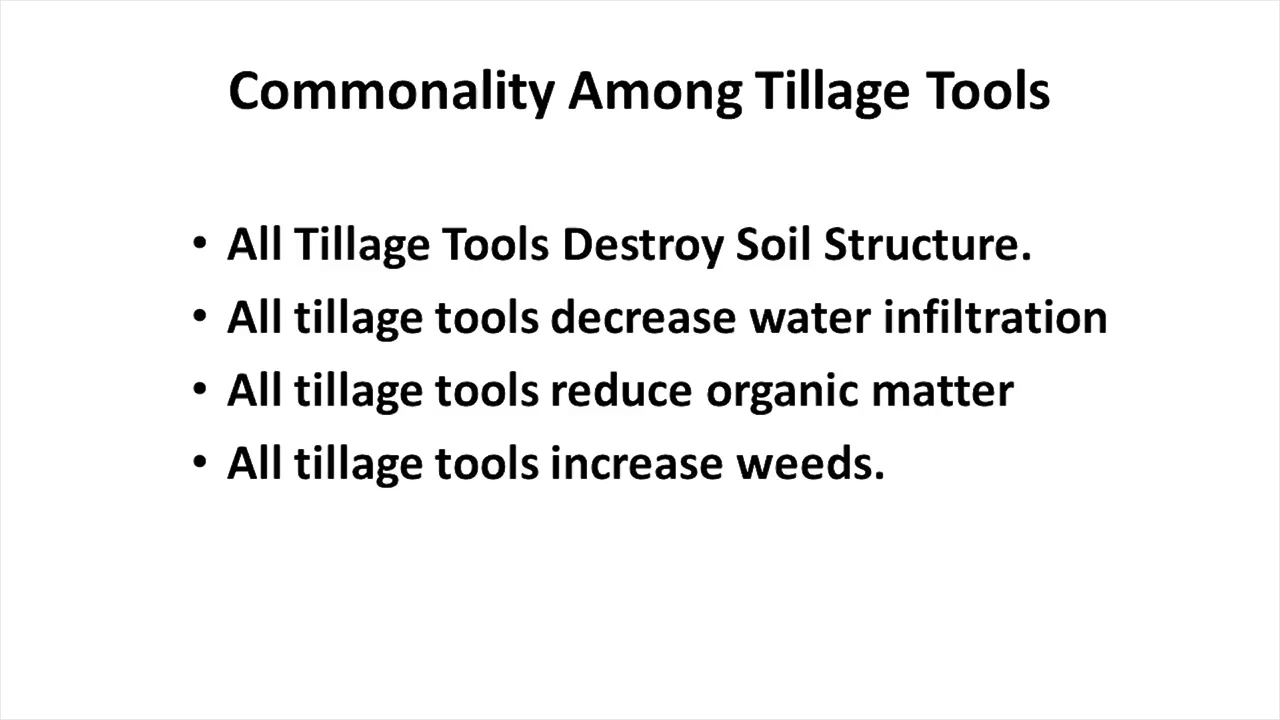 Commonality Among Tillage Tools
• All Tillage Tools Destroy Soil Structure.
• All tillage tools decrease water infiltration
• All tillage tools reduce organic matter
• All tillage tools increase weeds.